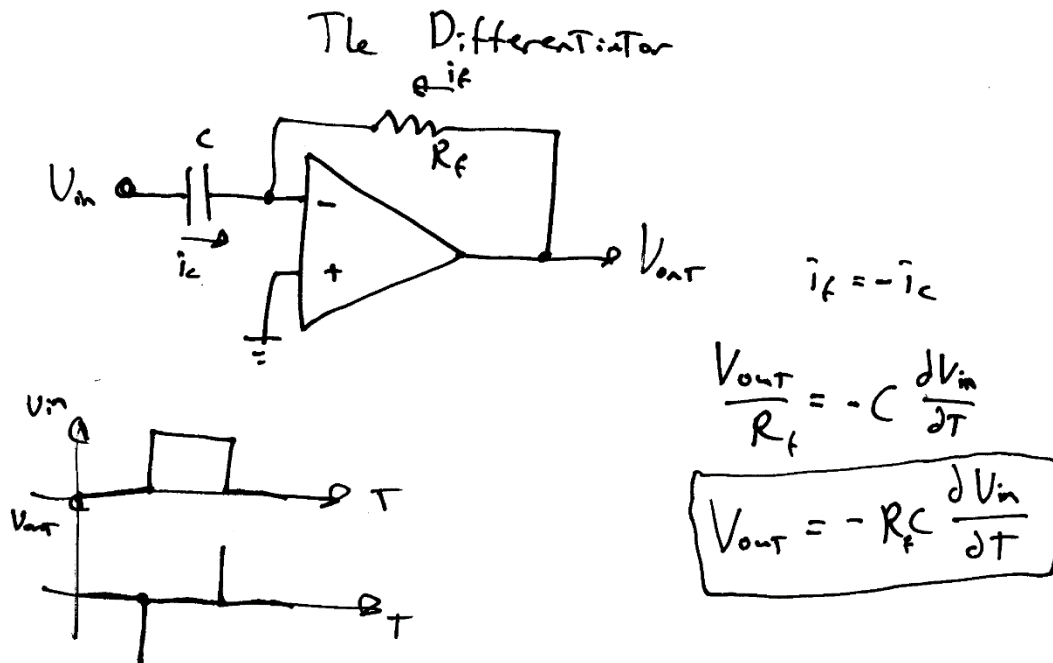 The Differentiator
if
C
Rf
Vin
-
ic
+
Vout
if = -ic
Vout/Rf = -C dVin/dT
Vout = -RfC dVin/dT
Vin
T
Vout
T